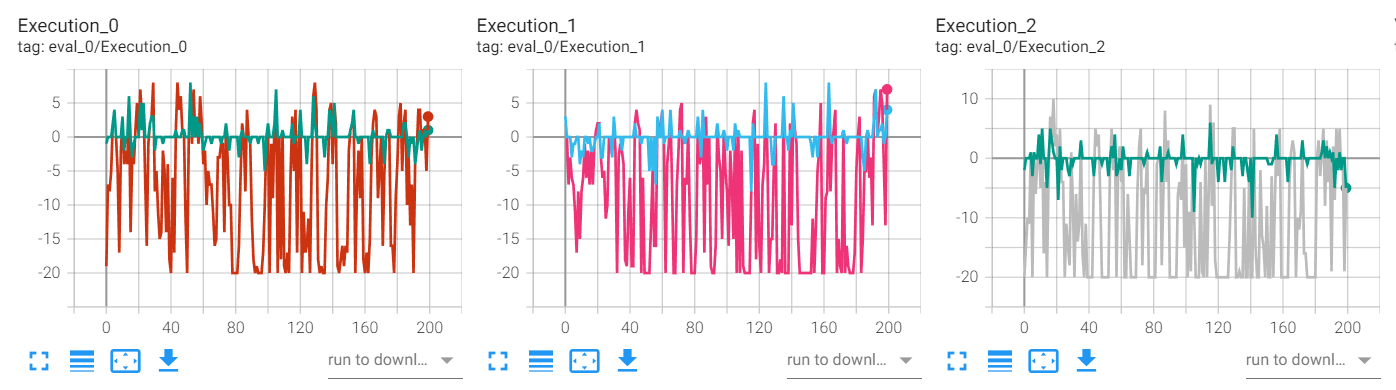 Execution_0
tag: eval_0/Execution_0
5
0
-5
-10
-15
-20
0 40 80 120 160 200
run to downl...
Execution_1
tag: eval_0/Execution_1
5
0
-5
-10
-15
-20
0 40 80 120 160 200
run to downl...
Execution_2
tag: eval_0/Execution_2
10
0
-10
-20
0 40 80 120 160 200
run to downl...